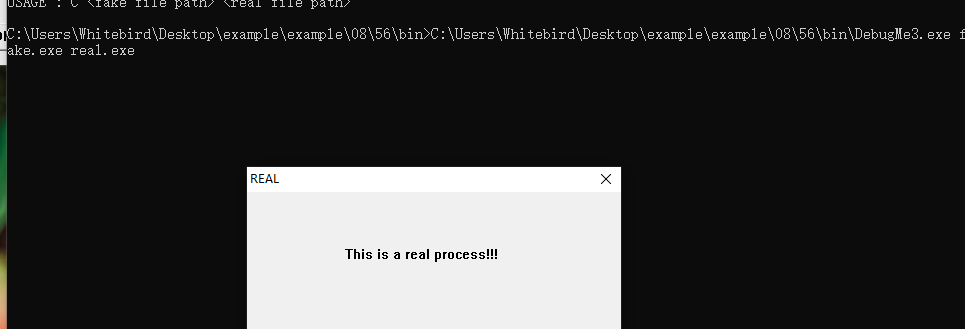 USAGE : C <fake file path> <real file path>
C:\Users\Whitebird\Desktop\example\example\08\56\bin>C:\Users\Whitebird\Desktop\example\example\08\56\bin\DebugMe3.exe f
ake.exe real.exe
REAL
This is a real process!!!